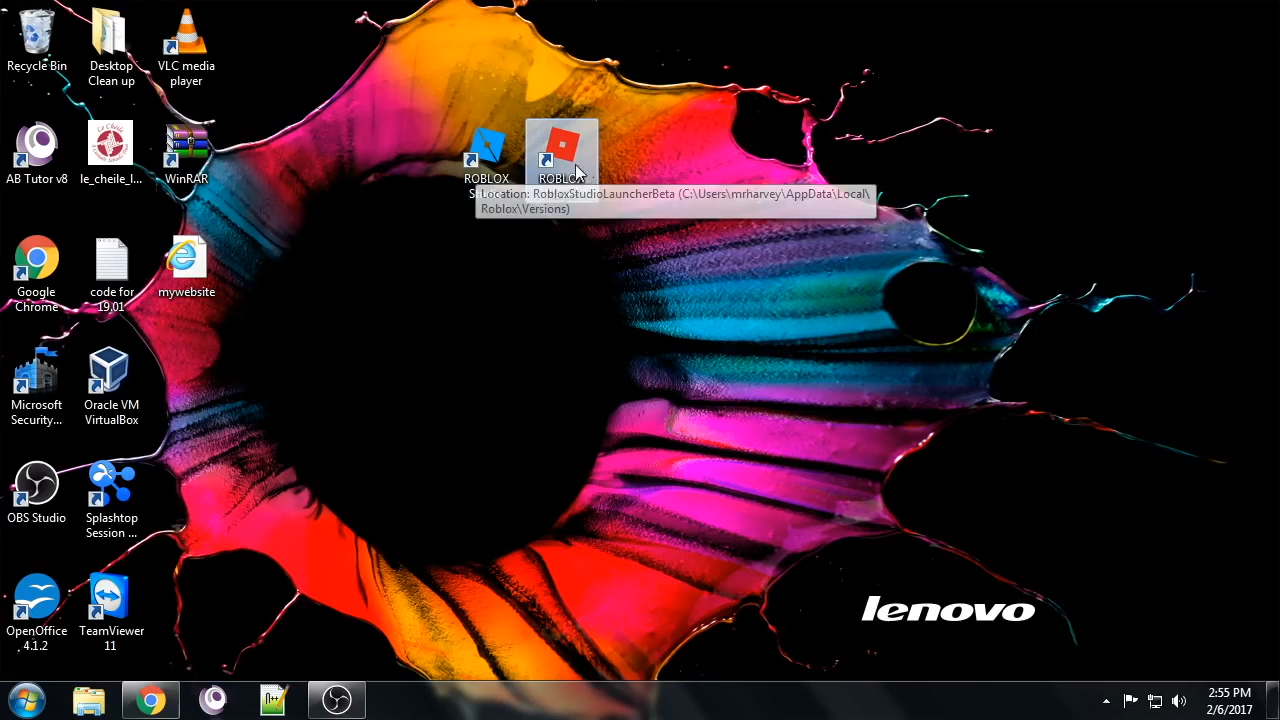 Recycle Bin
Desktop
Clean up
VLC media
player
AB Tutor v8
le_cheile_l...
WinRAR
ROBLOX
ROBLOX
Location: RobloxStudioLauncherBeta (C:\Users\mrharvey\AppData\Local\
Roblox\Versions)
Google
Chrome
code for
19.01
mywebsite
Microsoft
Security...
Oracle VM
VirtualBox
OBS Studio
Splashtop
Session ...
OpenOffice
4.1.2
TeamViewer
11
lenovo
2:55 PM
2/6/2017